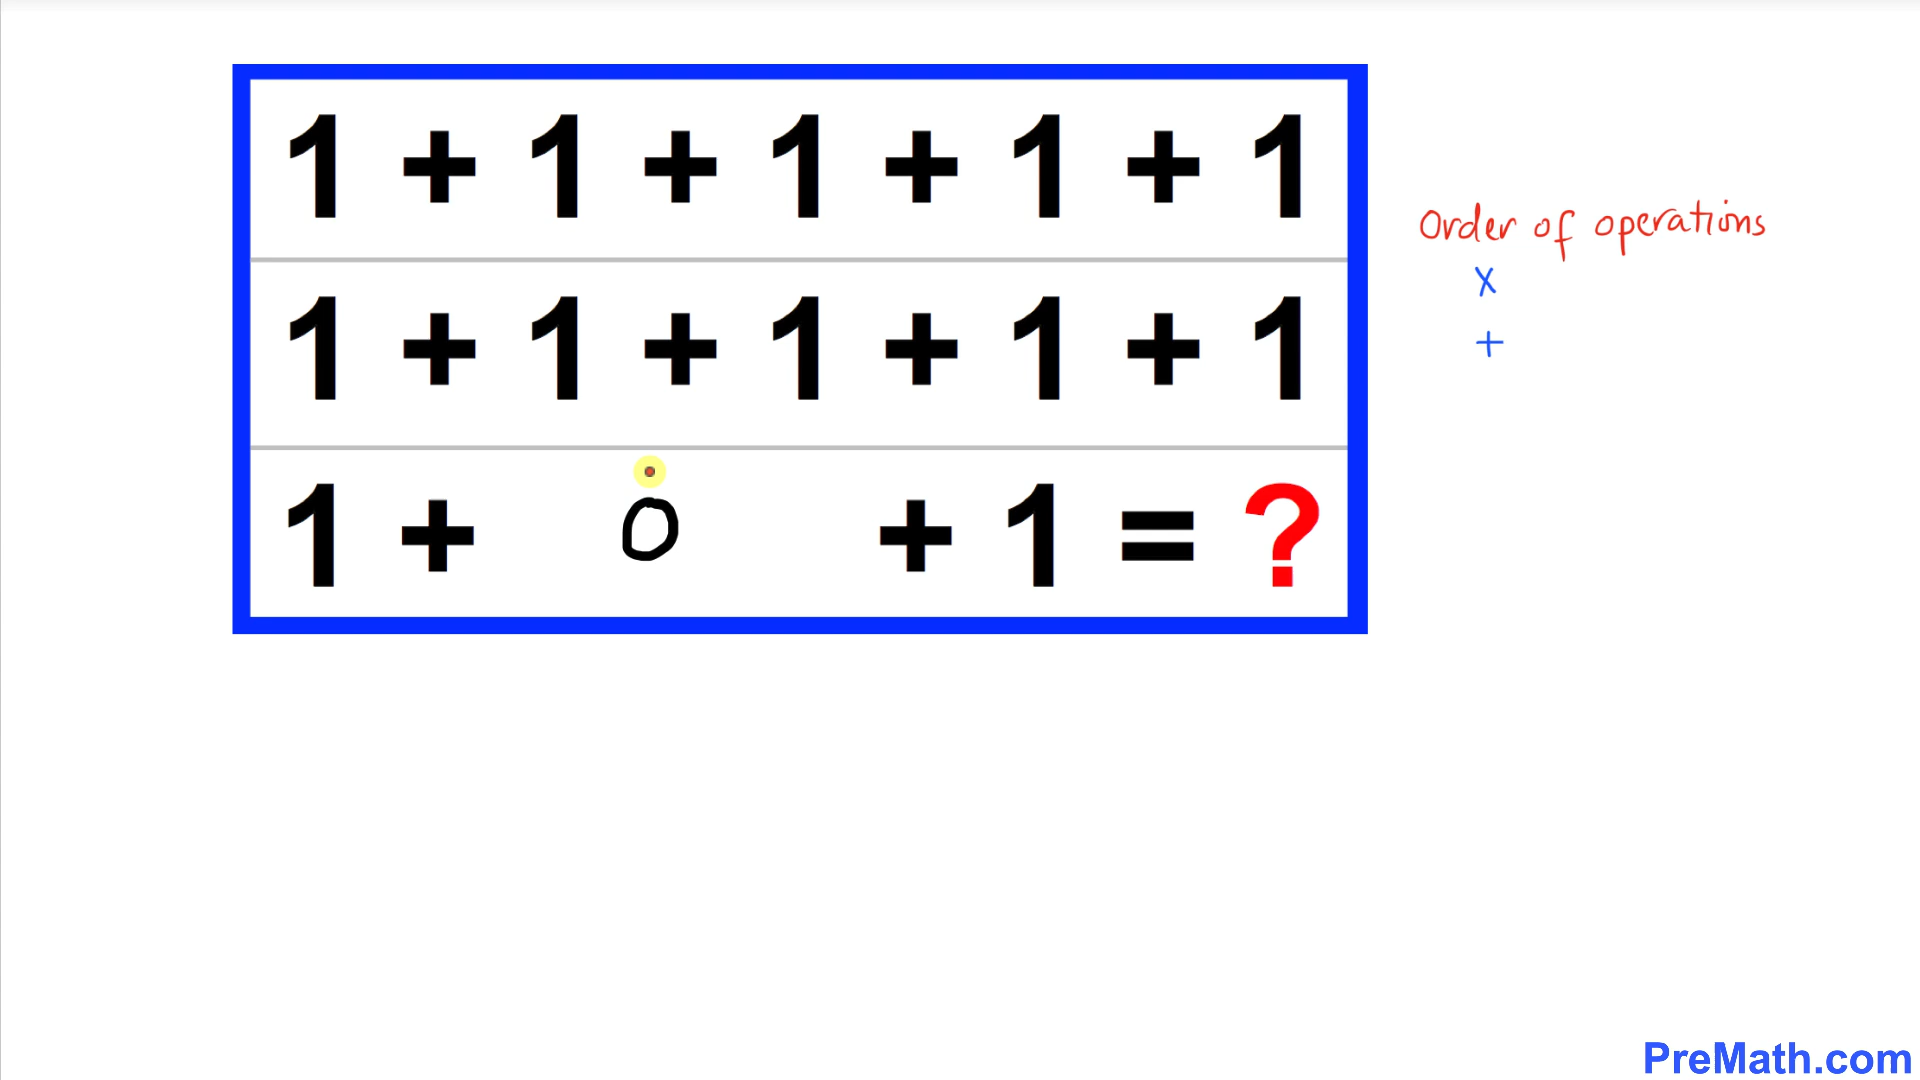 1 + 1 + 1 + 1 + 1
Order of operations
x
1 + 1 + 1 + 1 + 1
+
1 + 0 + 1 = ?
PreMath.com